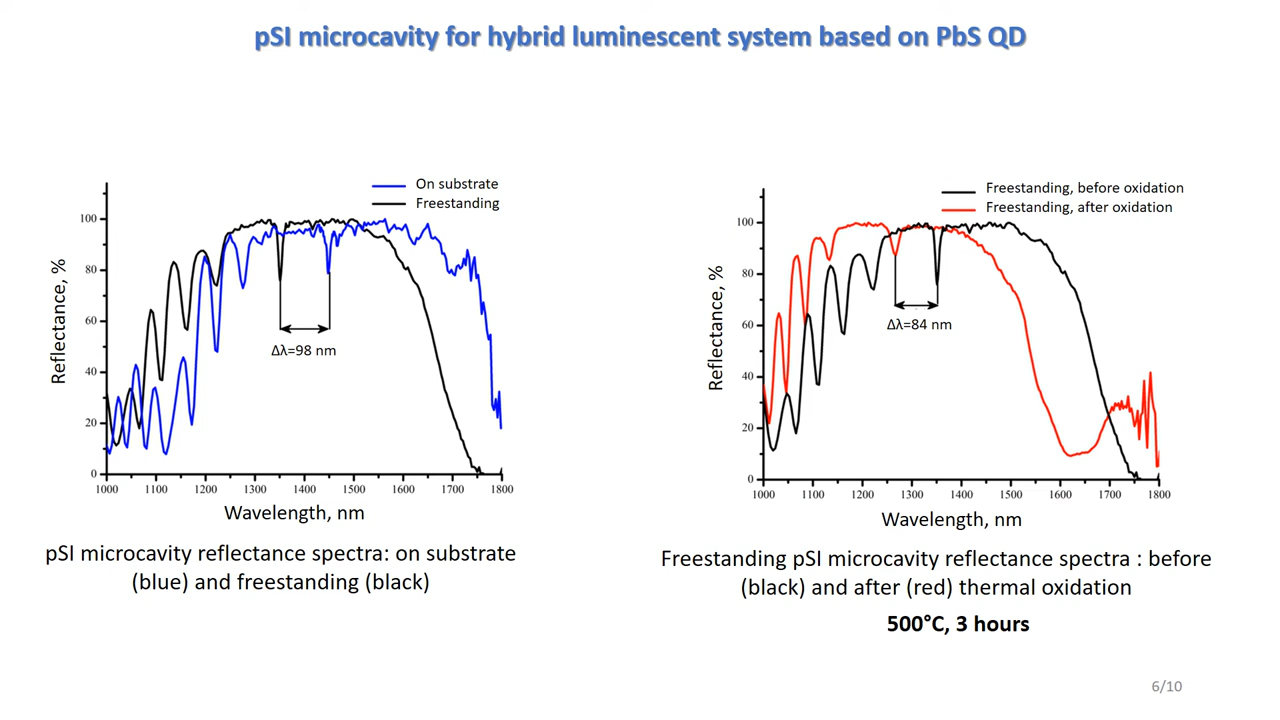 pSI microcavity for hybrid luminescent system based on PbS QD
On substrate
Freestanding
100
80
60
40
20
0
Reflectance, %
Δλ=98 nm
1000 1100 1200 1300 1400 1500 1600 1700 1800
Wavelength, nm
pSI microcavity reflectance spectra: on substrate
(blue) and freestanding (black)
Freestanding, before oxidation
Freestanding, after oxidation
100
80
60
40
20
0
Reflectance, %
Δλ=84 nm
1000 1100 1200 1300 1400 1500 1600 1700 1800
Wavelength, nm
Freestanding pSI microcavity reflectance spectra : before
(black) and after (red) thermal oxidation
500°C, 3 hours
6/10